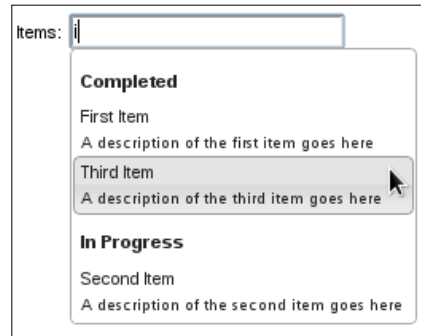 Items: i
Completed
First Item
A description of the first item goes here
Third Item
A description of the third item goes here
In Progress
Second Item
A description of the second item goes here